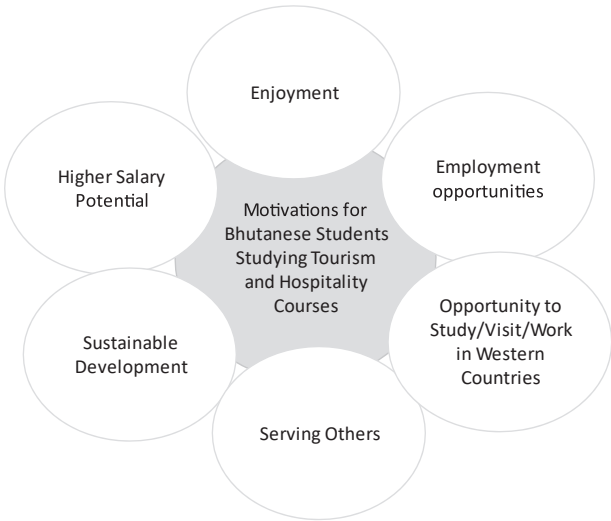 Enjoyment
Employment
opportunities
Higher Salary
Potential
Motivations for
Bhutanese Students
Studying Tourism
and Hospitality
Courses
Opportunity to
Study/Visit/Work
in Western
Countries
Sustainable
Development
Serving Others